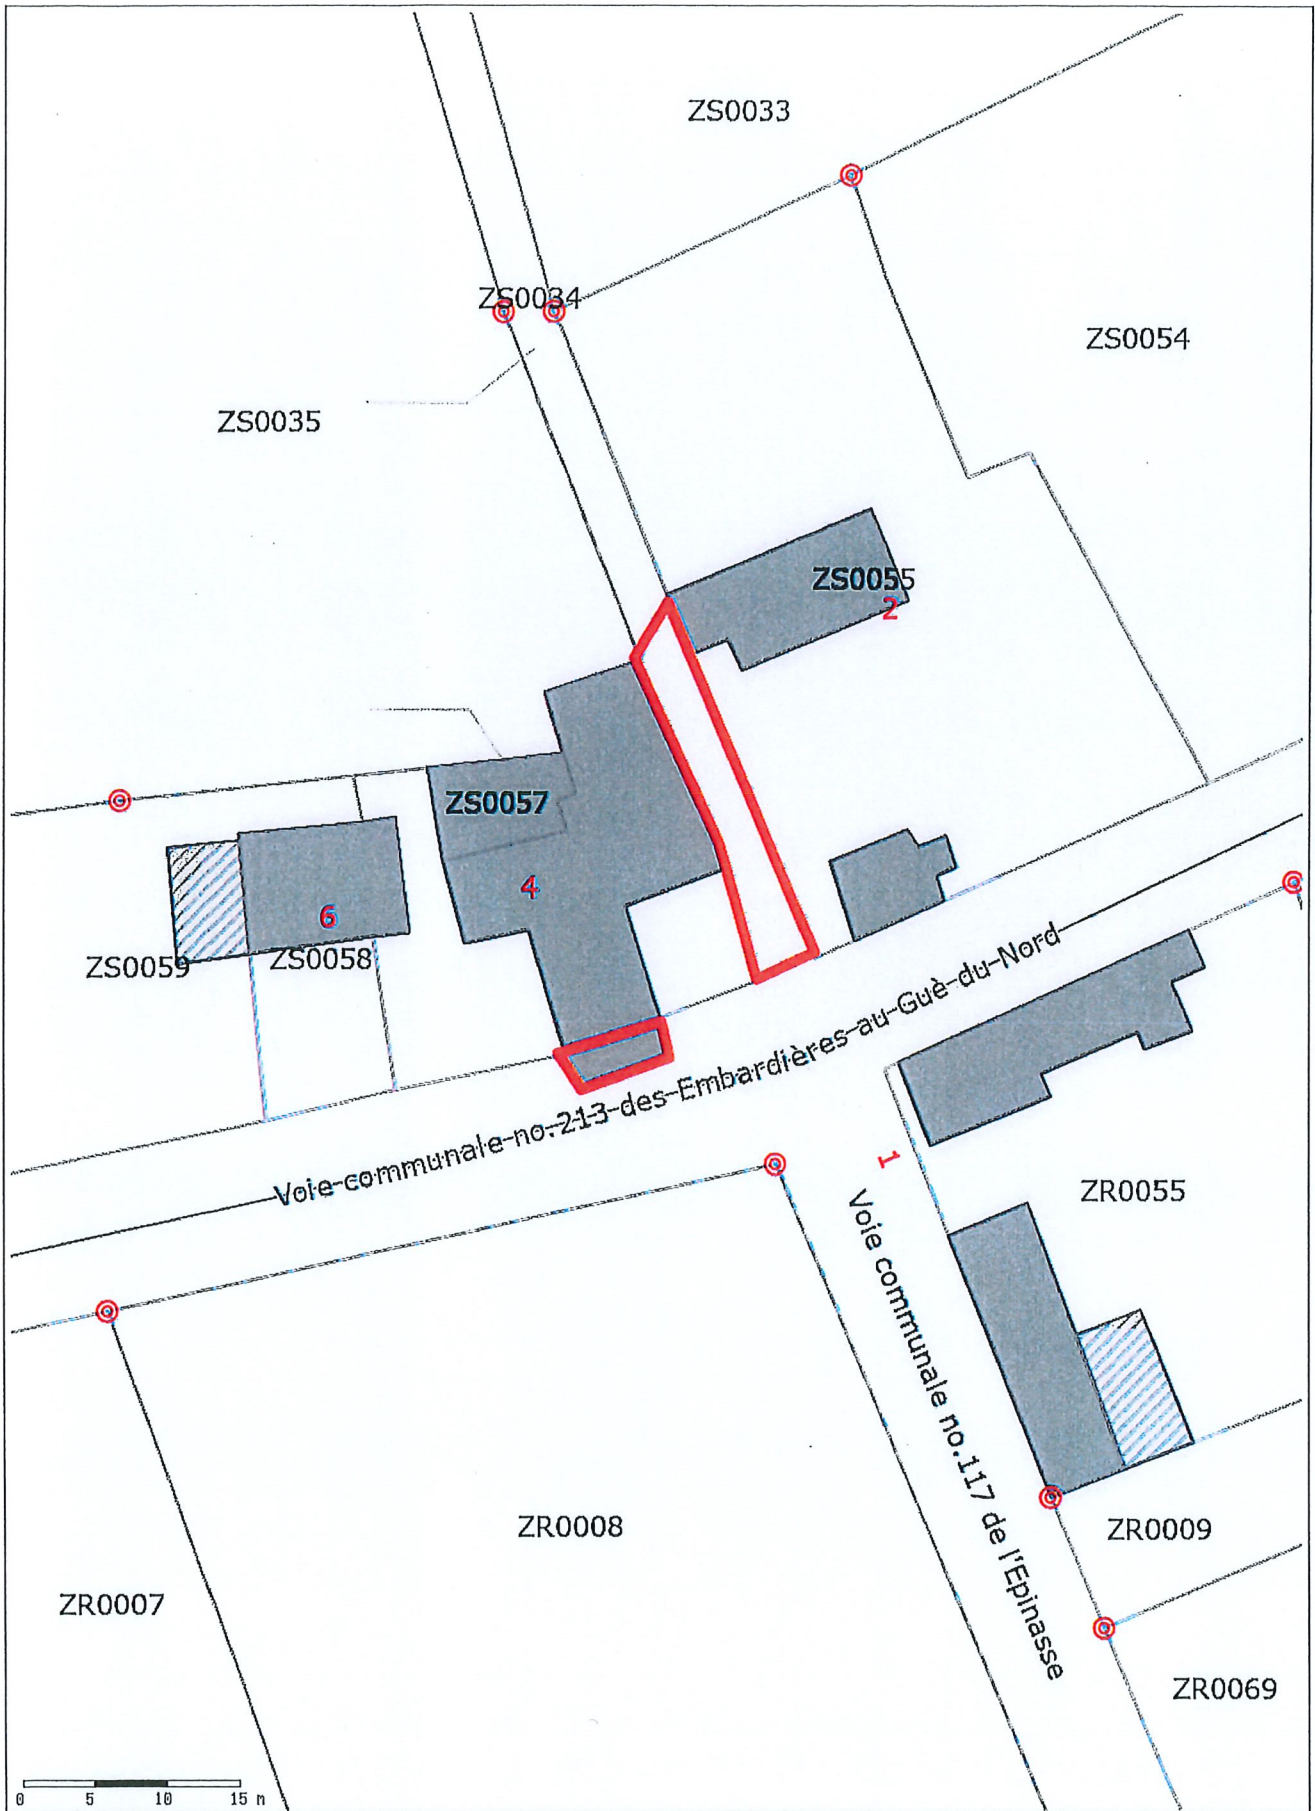 ZS0033
ZS0034
ZS0054
ZS0035
ZS0055
2
ZS0057
4
6
ZS0059
ZS0058
Voie communale no.213 des Embardières au Guè du Nord
1
ZR0055
Voie communale no.117 de l'Epinasse
ZR0008
ZR0009
ZR0007
ZR0069
0 5 10 15 m